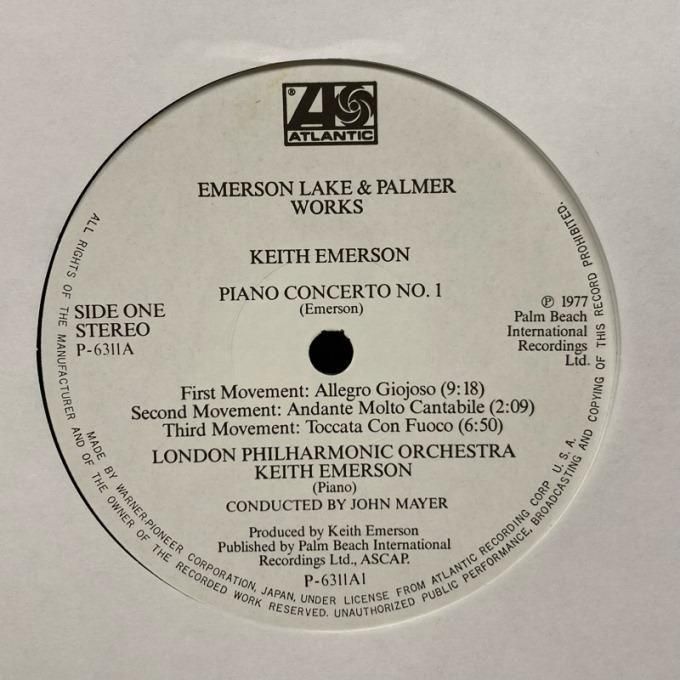 ®
ATLANTIC
EMERSON LAKE & PALMER
WORKS
KEITH EMERSON
PIANO CONCERTO NO. 1
(Emerson)
SIDE ONE
STEREO
P-6311A
℗ 1977
Palm Beach
International
Recordings
Ltd.
First Movement: Allegro Giojoso (9:18)
Second Movement: Andante Molto Cantabile (2:09)
Third Movement: Toccata Con Fuoco (6:50)
LONDON PHILHARMONIC ORCHESTRA
KEITH EMERSON
(Piano)
CONDUCTED BY JOHN MAYER
Produced by Keith Emerson
Published by Palm Beach International
Recordings Ltd., ASCAP.
P-6311A1
MADE BY WARNER-PIONEER CORPORATION, JAPAN, UNDER LICENSE FROM ATLANTIC RECORDING CORP U. S. A.
ALL RIGHTS OF THE MANUFACTURER AND OF THE OWNER OF THE RECORDED WORK RESERVED. UNAUTHORIZED PUBLIC PERFORMANCE, BROADCASTING AND COPYING OF THIS RECORD PROHIBITED.